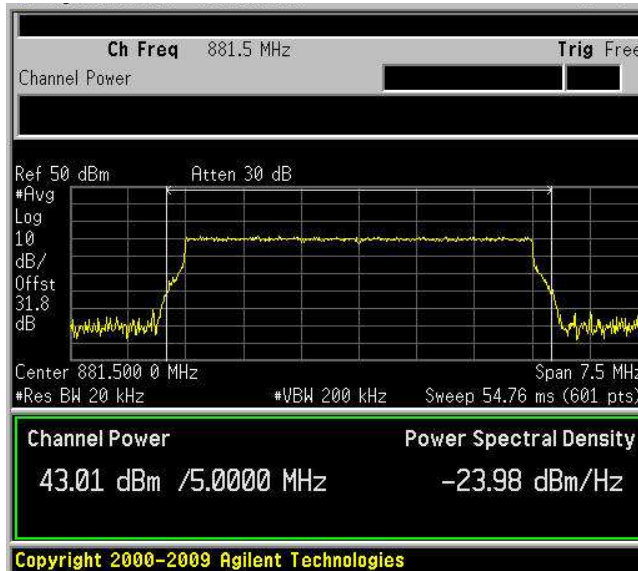 Ch Freq 881.5 MHz Trig Free
Channel Power
Ref 50 dBm Atten 30 dB
#Avg
Log
10
dB/
Offst
31.8
dB
Center 881.500 0 MHz Span 7.5 MHz
#Res BW 20 kHz #VBW 200 kHz Sweep 54.76 ms (601 pts)
Channel Power Power Spectral Density
43.01 dBm /5.0000 MHz -23.98 dBm/Hz
Copyright 2000-2009 Agilent Technologies